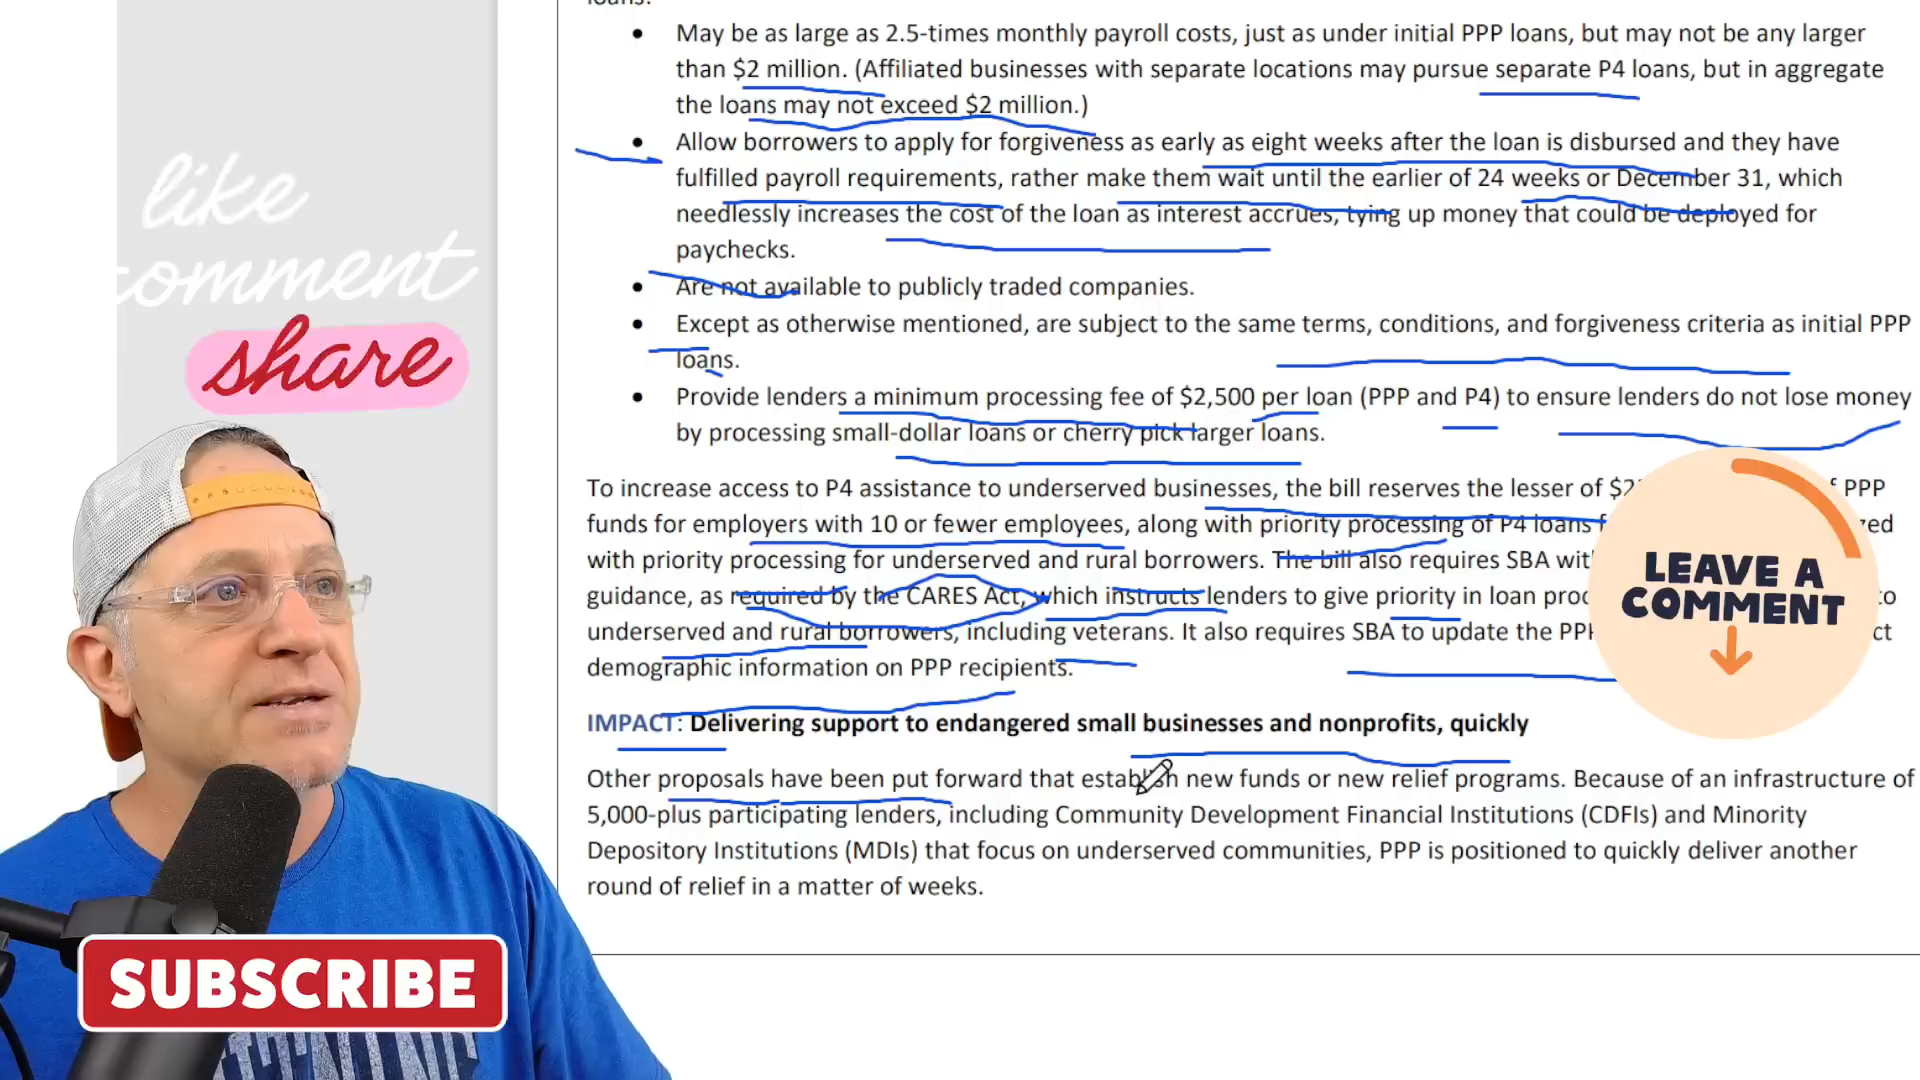 loans:
• May be as large as 2.5-times monthly payroll costs, just as under initial PPP loans, but may not be any larger
than $2 million. (Affiliated businesses with separate locations may pursue separate P4 loans, but in aggregate
the loans may not exceed $2 million.)
• Allow borrowers to apply for forgiveness as early as eight weeks after the loan is disbursed and they have
fulfilled payroll requirements, rather make them wait until the earlier of 24 weeks or December 31, which
needlessly increases the cost of the loan as interest accrues, tying up money that could be deployed for
paychecks.
• Are not available to publicly traded companies.
• Except as otherwise mentioned, are subject to the same terms, conditions, and forgiveness criteria as initial PPP
loans.
• Provide lenders a minimum processing fee of $2,500 per loan (PPP and P4) to ensure lenders do not lose money
by processing small-dollar loans or cherry pick larger loans.
To increase access to P4 assistance to underserved businesses, the bill reserves the lesser of PPP
funds for employers with 10 or fewer employees, along with priority processing of P4 loans
with priority processing for underserved and rural borrowers. The bill also requires SBA
guidance, as required by the CARES Act, which instructs lenders to give priority in loan to
underserved and rural borrowers, including veterans. It also requires SBA to update the
demographic information on PPP recipients.
IMPACT: Delivering support to endangered small businesses and nonprofits, quickly
Other proposals have been put forward that establish new funds or new relief programs. Because of an infrastructure of
5,000-plus participating lenders, including Community Development Financial Institutions (CDFIs) and Minority
Depository Institutions (MDIs) that focus on underserved communities, PPP is positioned to quickly deliver another
round of relief in a matter of weeks.
like
comment
share
LEAVE A
COMMENT
SUBSCRIBE